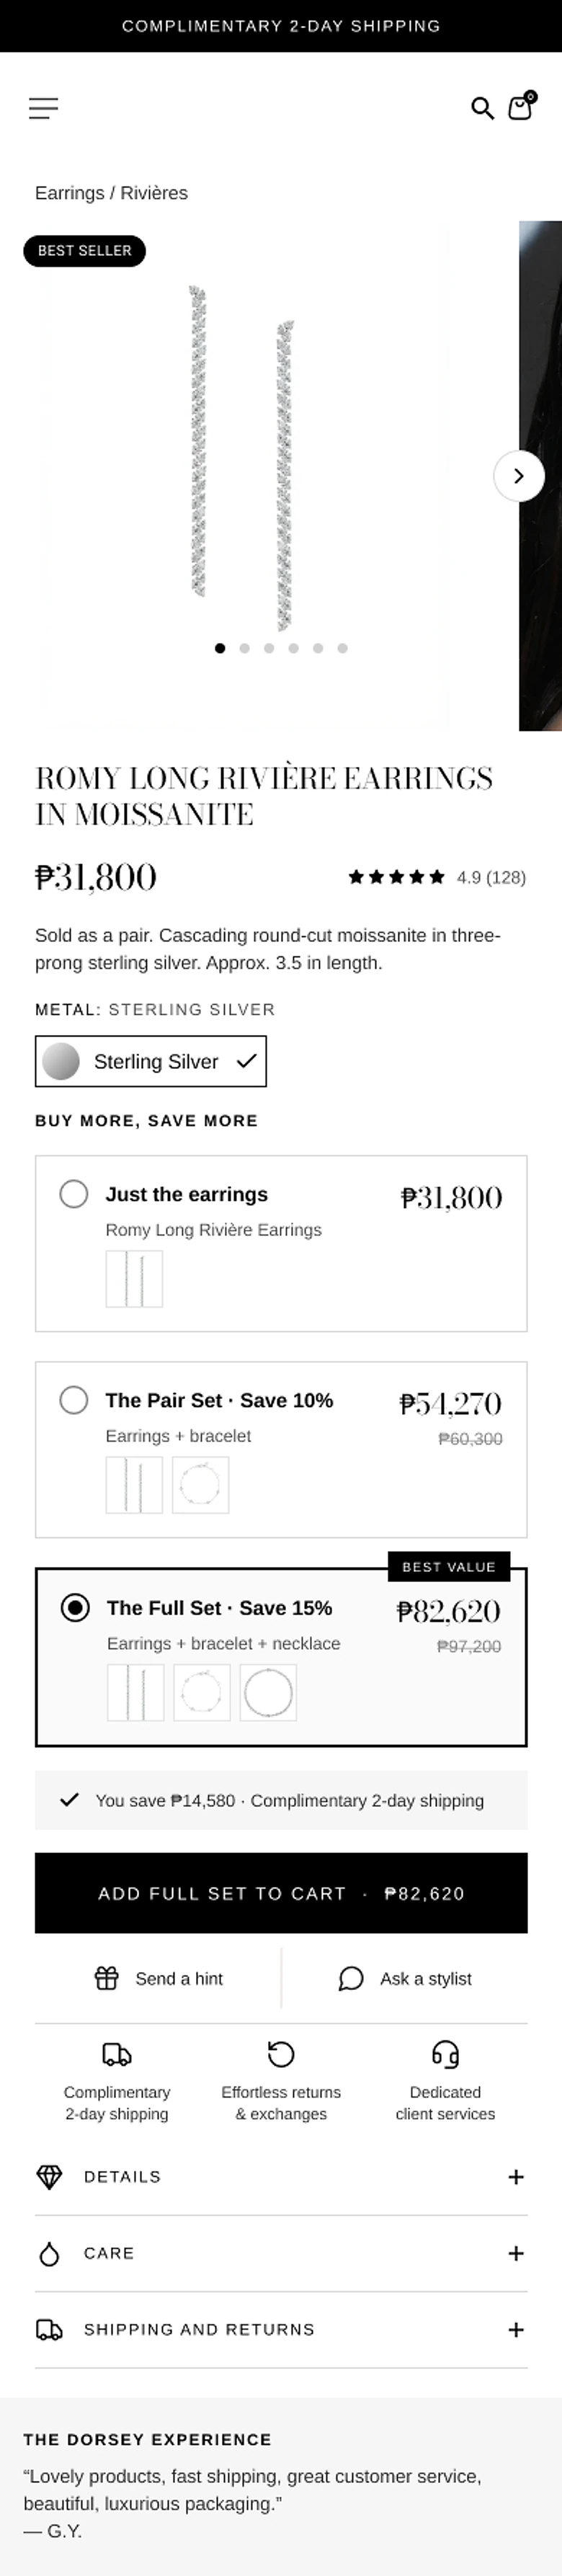 COMPLIMENTARY 2-DAY SHIPPING
0
Earrings / Rivières
BEST SELLER
ROMY LONG RIVIÈRE EARRINGS
IN MOISSANITE
₱31,800
4.9 (128)
Sold as a pair. Cascading round-cut moissanite in three-
prong sterling silver. Approx. 3.5 in length.
METAL: STERLING SILVER
Sterling Silver
BUY MORE, SAVE MORE
Just the earrings
₱31,800
Romy Long Rivière Earrings
The Pair Set · Save 10%
₱54,270
Earrings + bracelet
₱60,300
BEST VALUE
The Full Set · Save 15%
₱82,620
Earrings + bracelet + necklace
₱97,200
You save ₱14,580 · Complimentary 2-day shipping
ADD FULL SET TO CART · ₱82,620
Send a hint
Ask a stylist
Complimentary
2-day shipping
Effortless returns
& exchanges
Dedicated
client services
DETAILS
CARE
SHIPPING AND RETURNS
THE DORSEY EXPERIENCE
“Lovely products, fast shipping, great customer service,
beautiful, luxurious packaging.”
— G.Y.